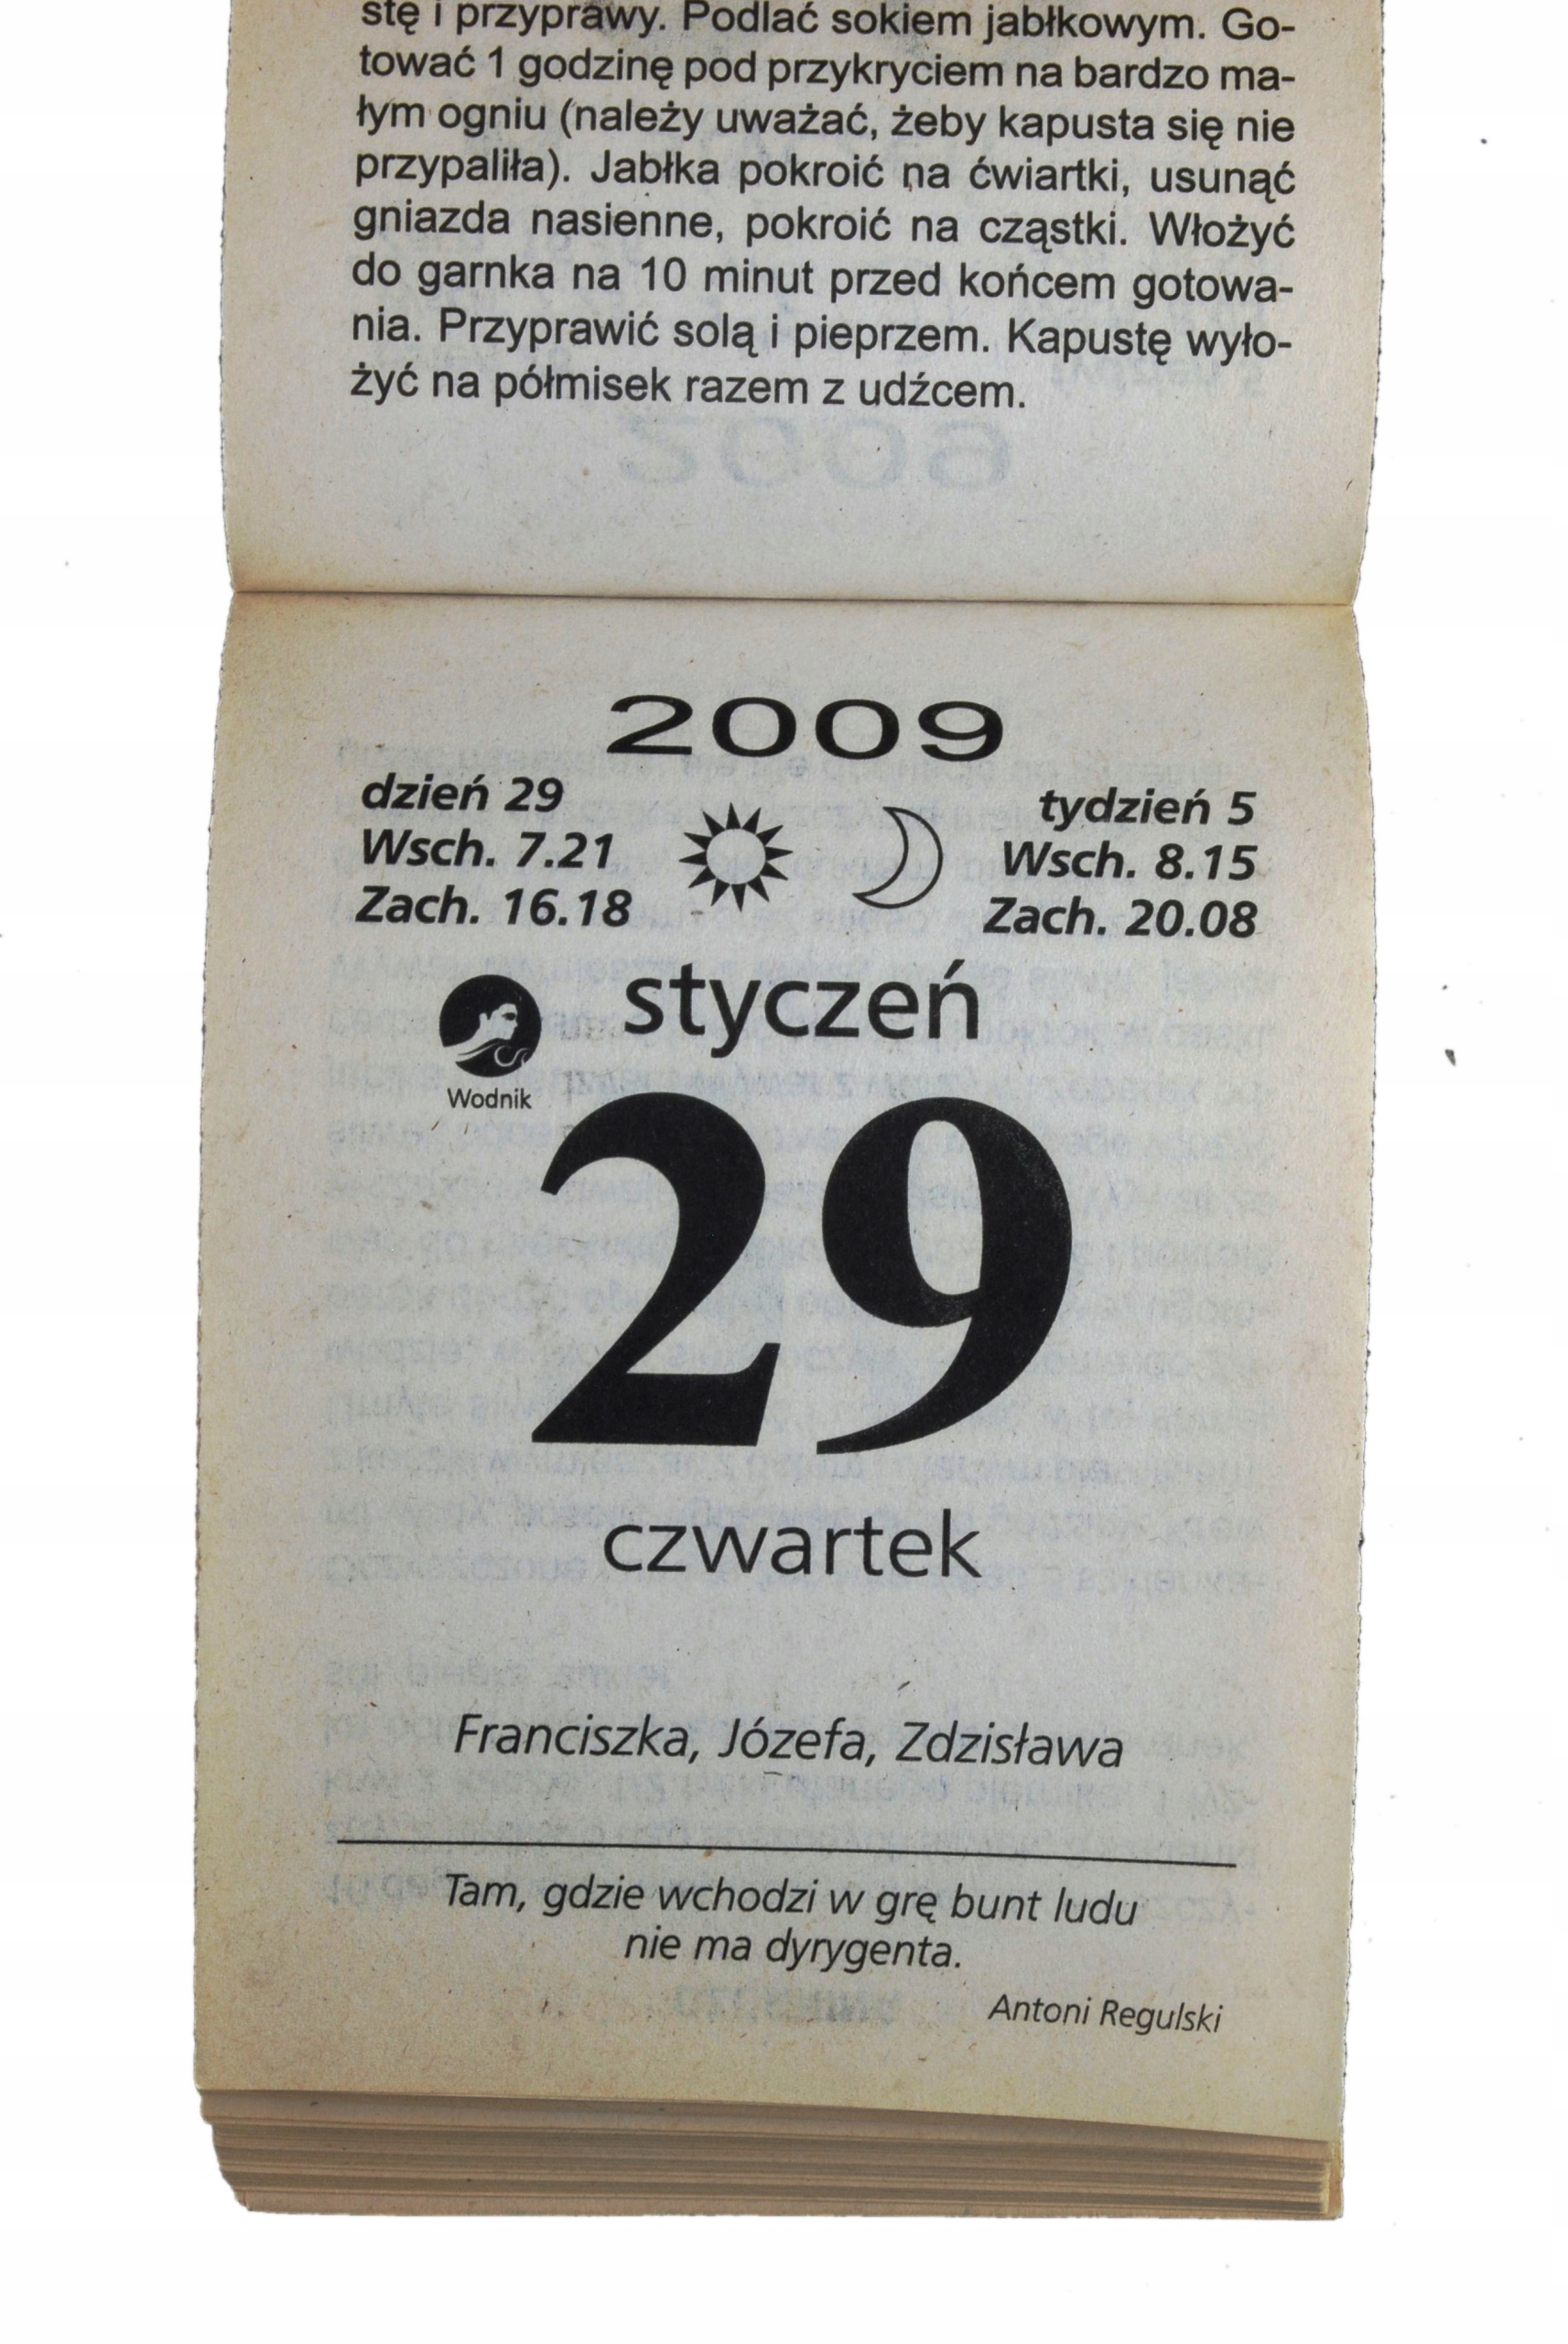 stę i przyprawy. Podlać sokiem jabłkowym. Go-
tować 1 godzinę pod przykryciem na bardzo ma-
łym ogniu (należy uważać, żeby kapusta się nie
przypaliła). Jabłka pokroić na ćwiartki, usunąć
gniazda nasienne, pokroić na cząstki. Włożyć
do garnka na 10 minut przed końcem gotowa-
nia. Przyprawić solą i pieprzem. Kapustę wyło-
żyć na półmisek razem z udźcem.
2009
dzień 29
Wsch. 7.21
Zach. 16.18
tydzień 5
Wsch. 8.15
Zach. 20.08
styczeń
Wodnik
29
czwartek
Franciszka, Józefa, Zdzisława
Tam, gdzie wchodzi w grę bunt ludu
nie ma dyrygenta.
Antoni Regulski